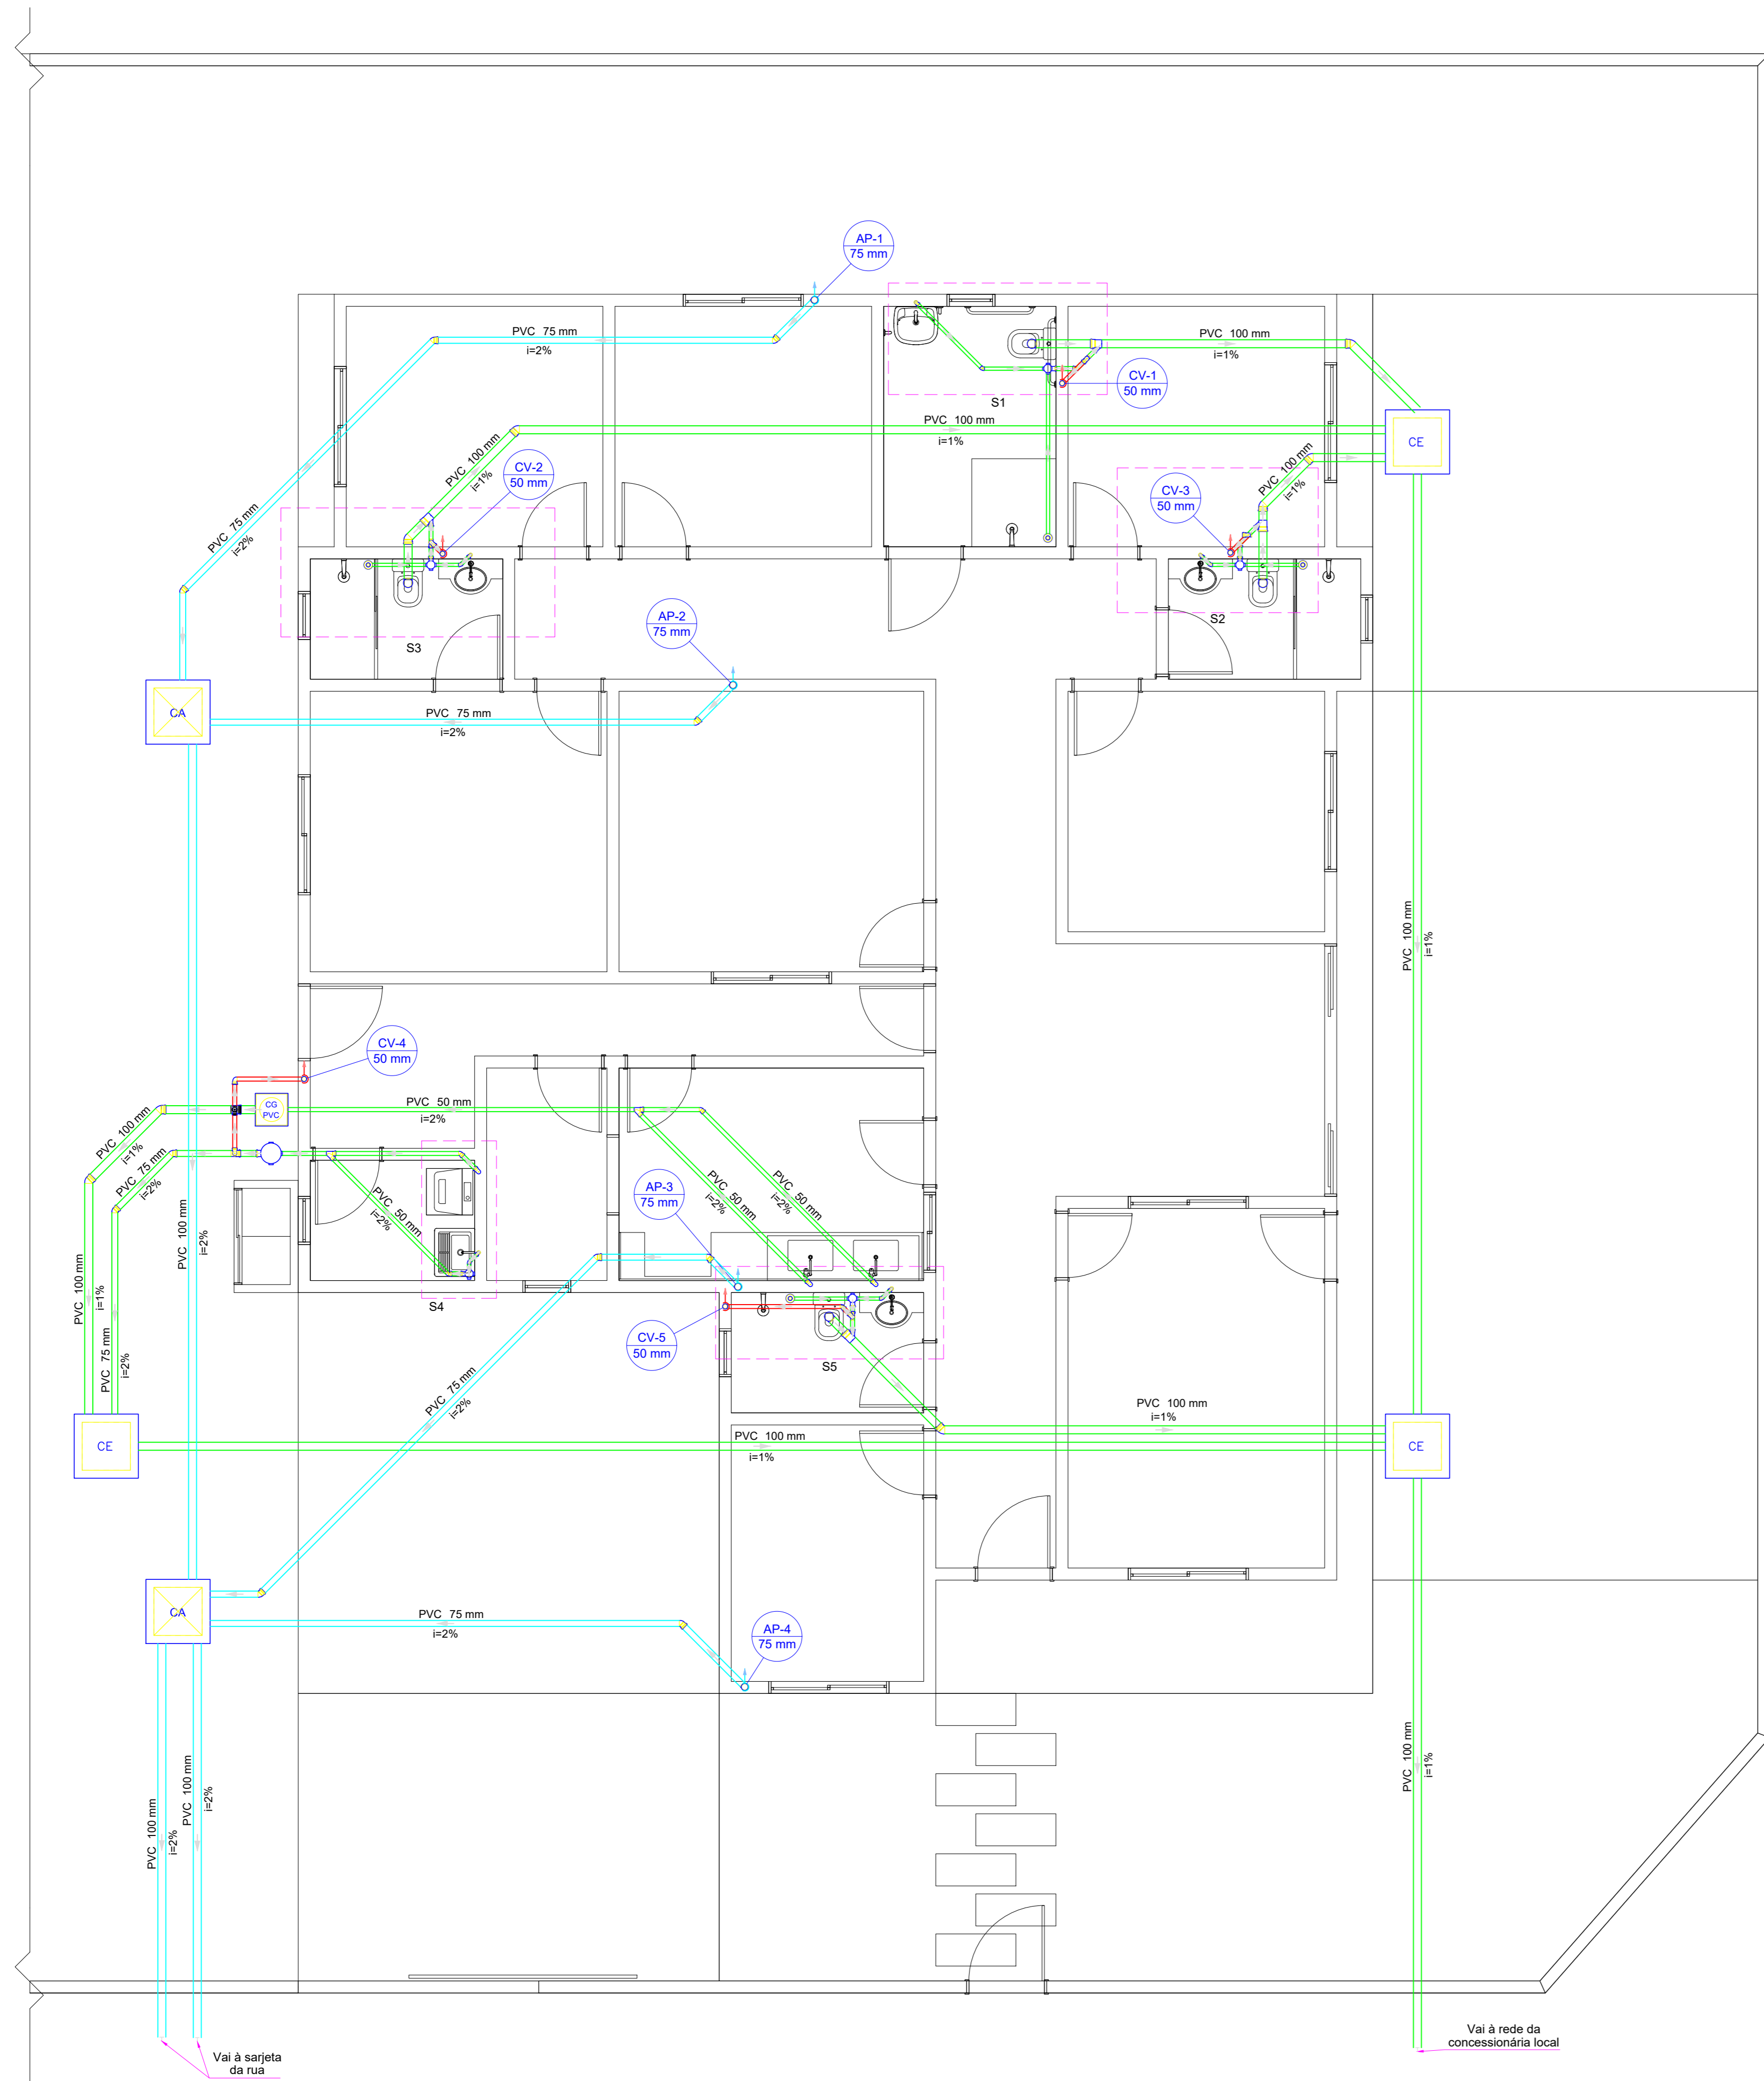 AP-1
75 mm
PVC 75 mm
i=2%
PVC 100 mm
i=1%
CV-1
50 mm
S1
PVC 100 mm
i=1%
CE
PVC 100 mm
i=1%
CV-2
50 mm
PVC 100 mm
i=1%
CV-3
50 mm
PVC 75 mm
i=2%
S3
S2
AP-2
75 mm
CA
PVC 75 mm
i=2%
PVC 100 mm
i=1%
CV-4
50 mm
CG
PVC
PVC 50 mm
i=2%
PVC 100 mm
i=1%
PVC 75 mm
i=2%
PVC 50 mm
i=2%
PVC 50 mm
i=2%
PVC 50 mm
i=2%
AP-3
75 mm
PVC 100 mm
i=2%
PVC 100 mm
i=1%
PVC 75 mm
i=2%
S4
CV-5
50 mm
S5
PVC 75 mm
i=2%
PVC 100 mm
i=1%
CE
PVC 100 mm
i=1%
CE
CA
PVC 75 mm
i=2%
AP-4
75 mm
PVC 100 mm
i=2%
PVC 100 mm
i=2%
PVC 100 mm
i=1%
Vai à sarjeta
da rua
Vai à rede da
concessionária local